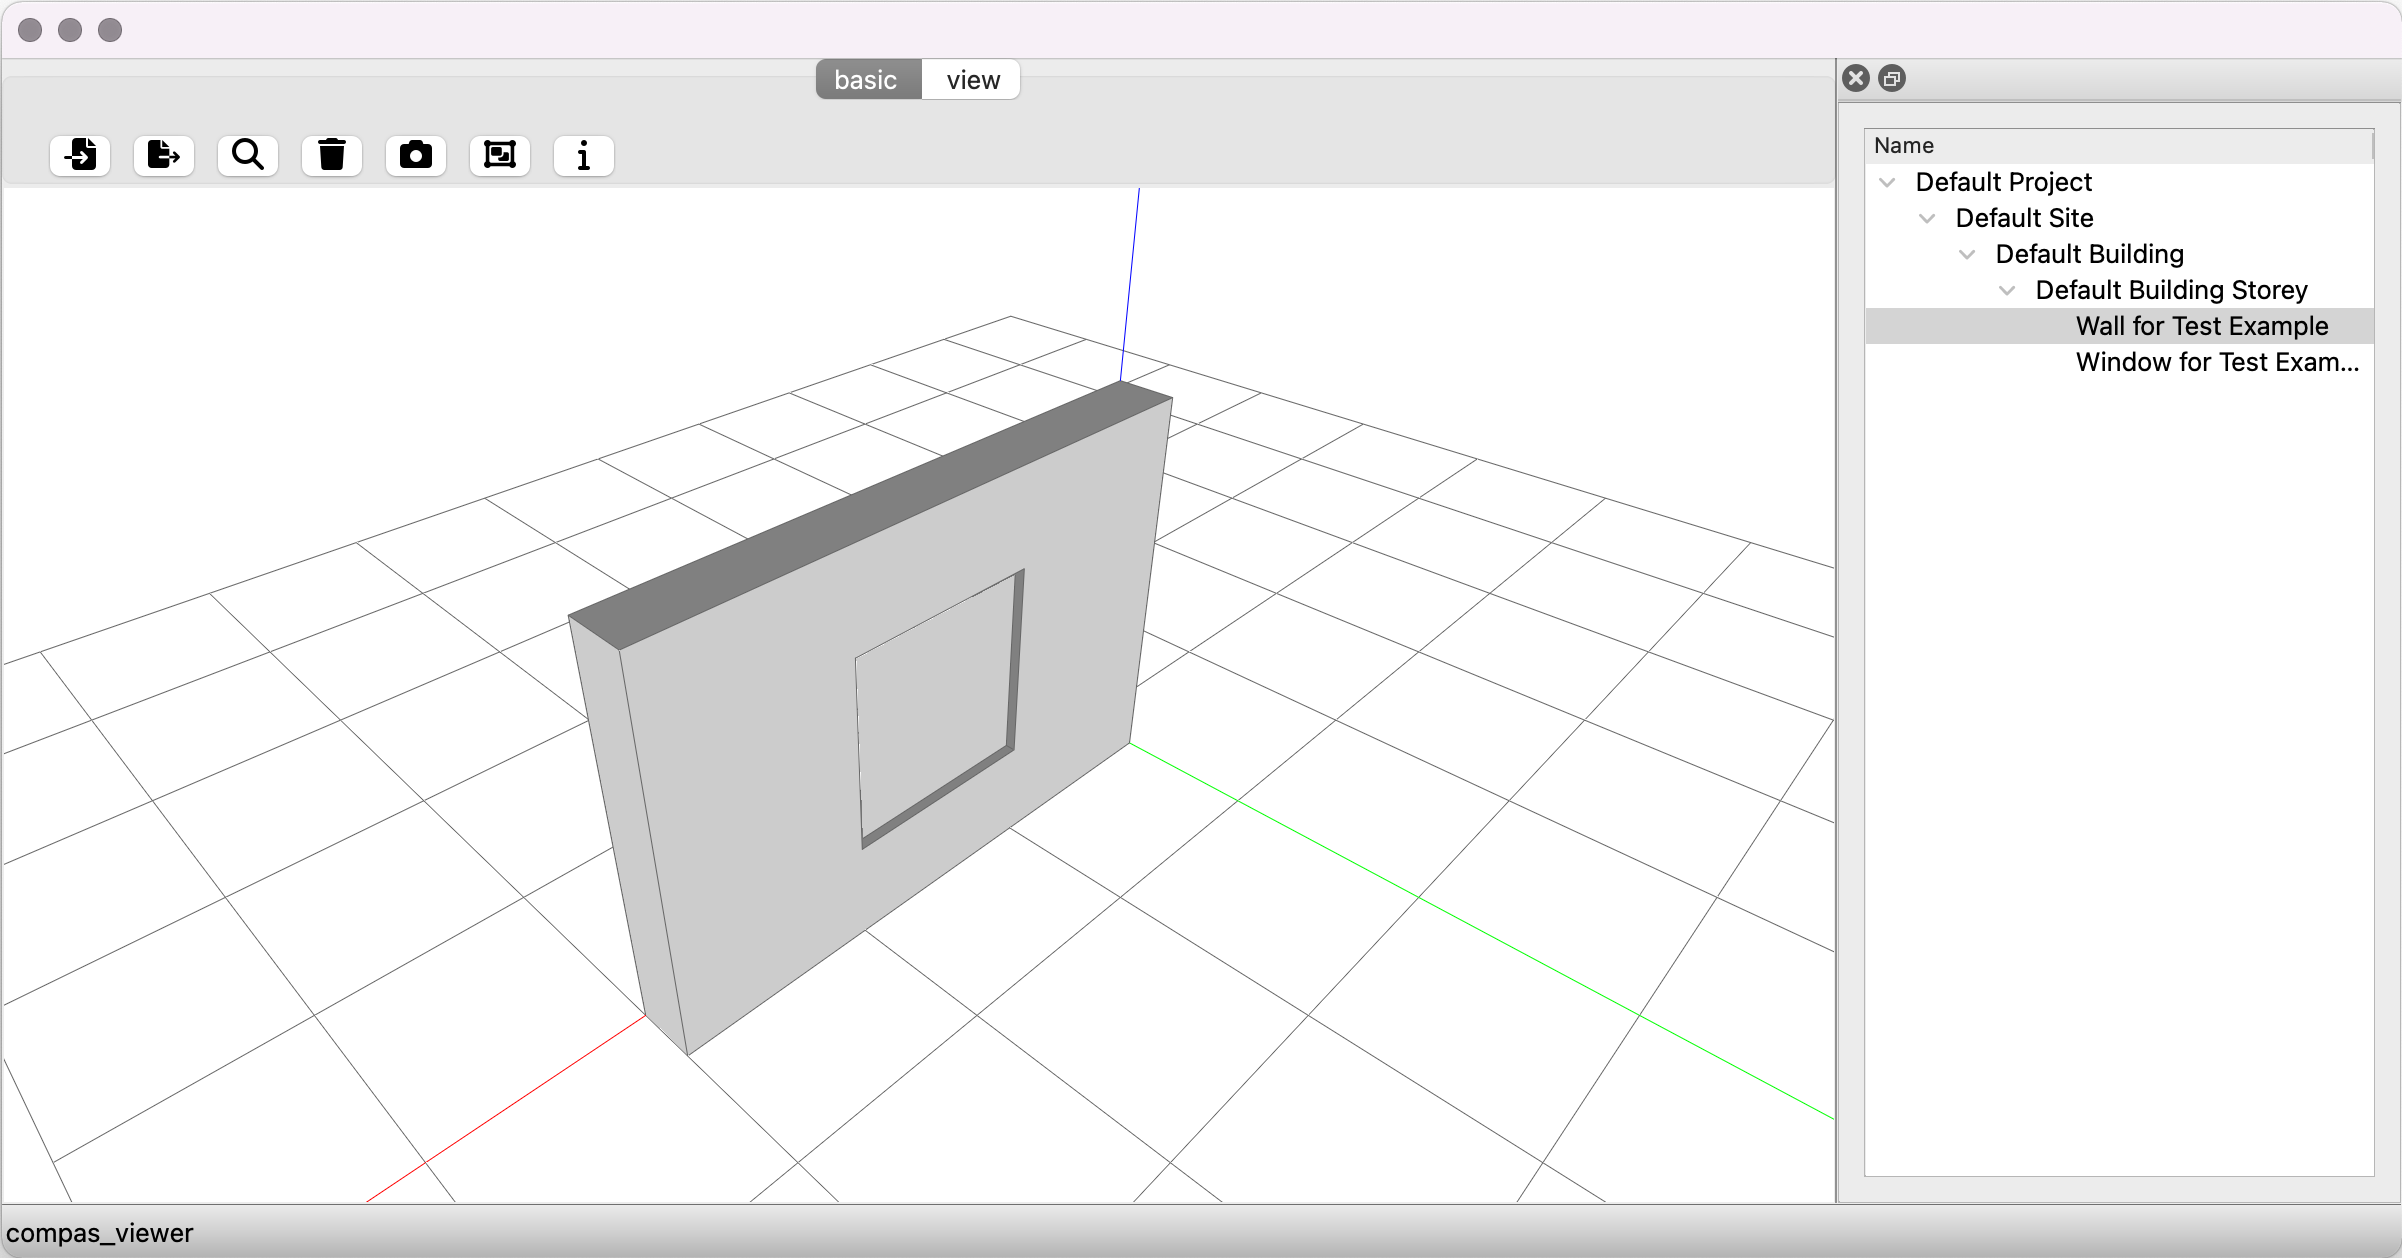 basic view
Name
Default Project
Default Site
Default Building
Default Building Storey
Wall for Test Example
Window for Test Exam...
compas_viewer